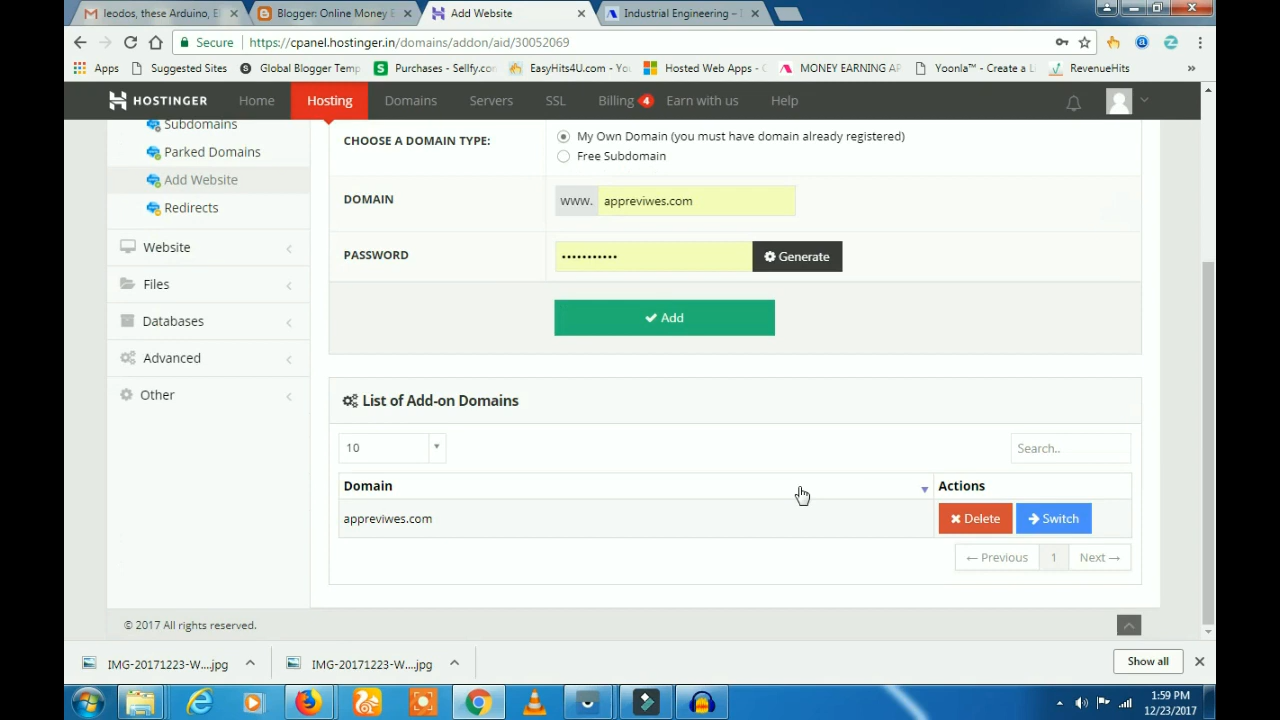 leodos, these Arduino, E
Blogger: Online Money E
Add Website
Industrial Engineering –
Secure
https://cpanel.hostinger.in/domains/addon/aid/30052069
Apps
Suggested Sites
Global Blogger Temp
Purchases - Sellfy.co
EasyHits4U.com - Yo
Hosted Web Apps -
MONEY EARNING AP
Yoonla™ - Create a L
RevenueHits
»
HOSTINGER
Home
Hosting
Domains
Servers
SSL
Billing 4
Earn with us
Help
Subdomains
Parked Domains
Add Website
Redirects
Website
Files
Databases
Advanced
Other
CHOOSE A DOMAIN TYPE:
My Own Domain (you must have domain already registered)
Free Subdomain
DOMAIN
www. appreviwes.com
PASSWORD
•••••••••••
Generate
Add
List of Add-on Domains
10
Search..
Domain
Actions
appreviwes.com
Delete
Switch
← Previous
1
Next →
© 2017 All rights reserved.
IMG-20171223-W....jpg
IMG-20171223-W....jpg
Show all
1:59 PM
12/23/2017